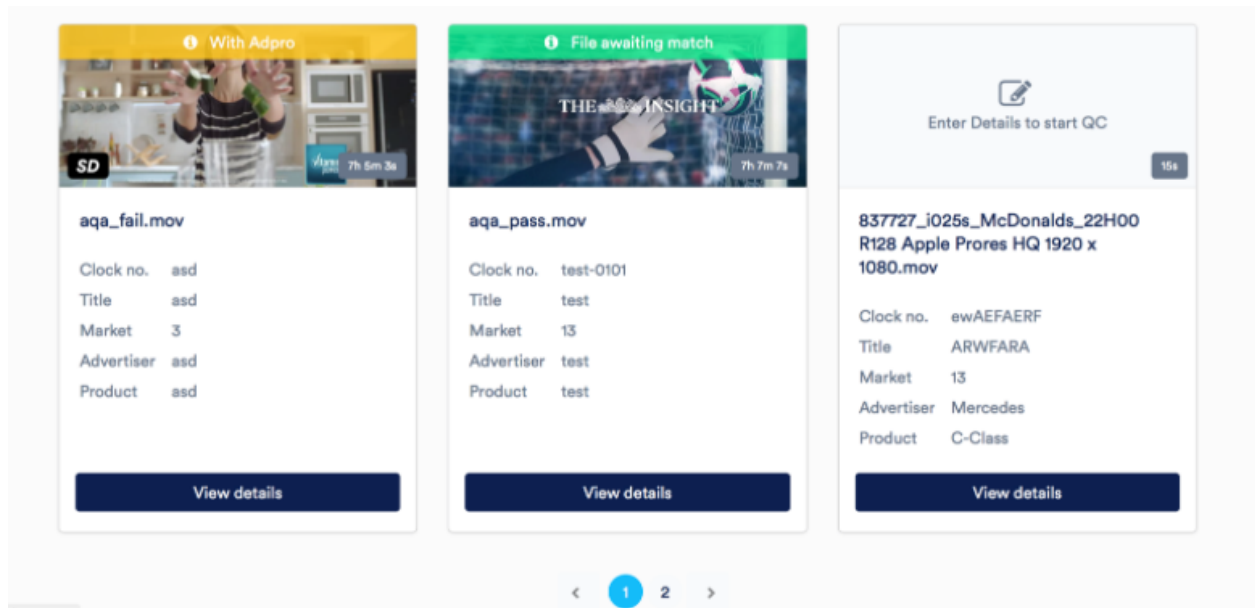 With Adpro
SD
7h 5m 3s
aqa_fail.mov
Clock no. asd
Title asd
Market 3
Advertiser asd
Product asd
View details
File awaiting match
THE INSIGHT
7h 7m 7s
aqa_pass.mov
Clock no. test-0101
Title test
Market 13
Advertiser test
Product test
View details
Enter Details to start QC
15s
837727_i025s_McDonalds_22H00
R128 Apple Prores HQ 1920 x
1080.mov
Clock no. ewAEFAERF
Title ARWFARA
Market 13
Advertiser Mercedes
Product C-Class
View details
< 1 2 >